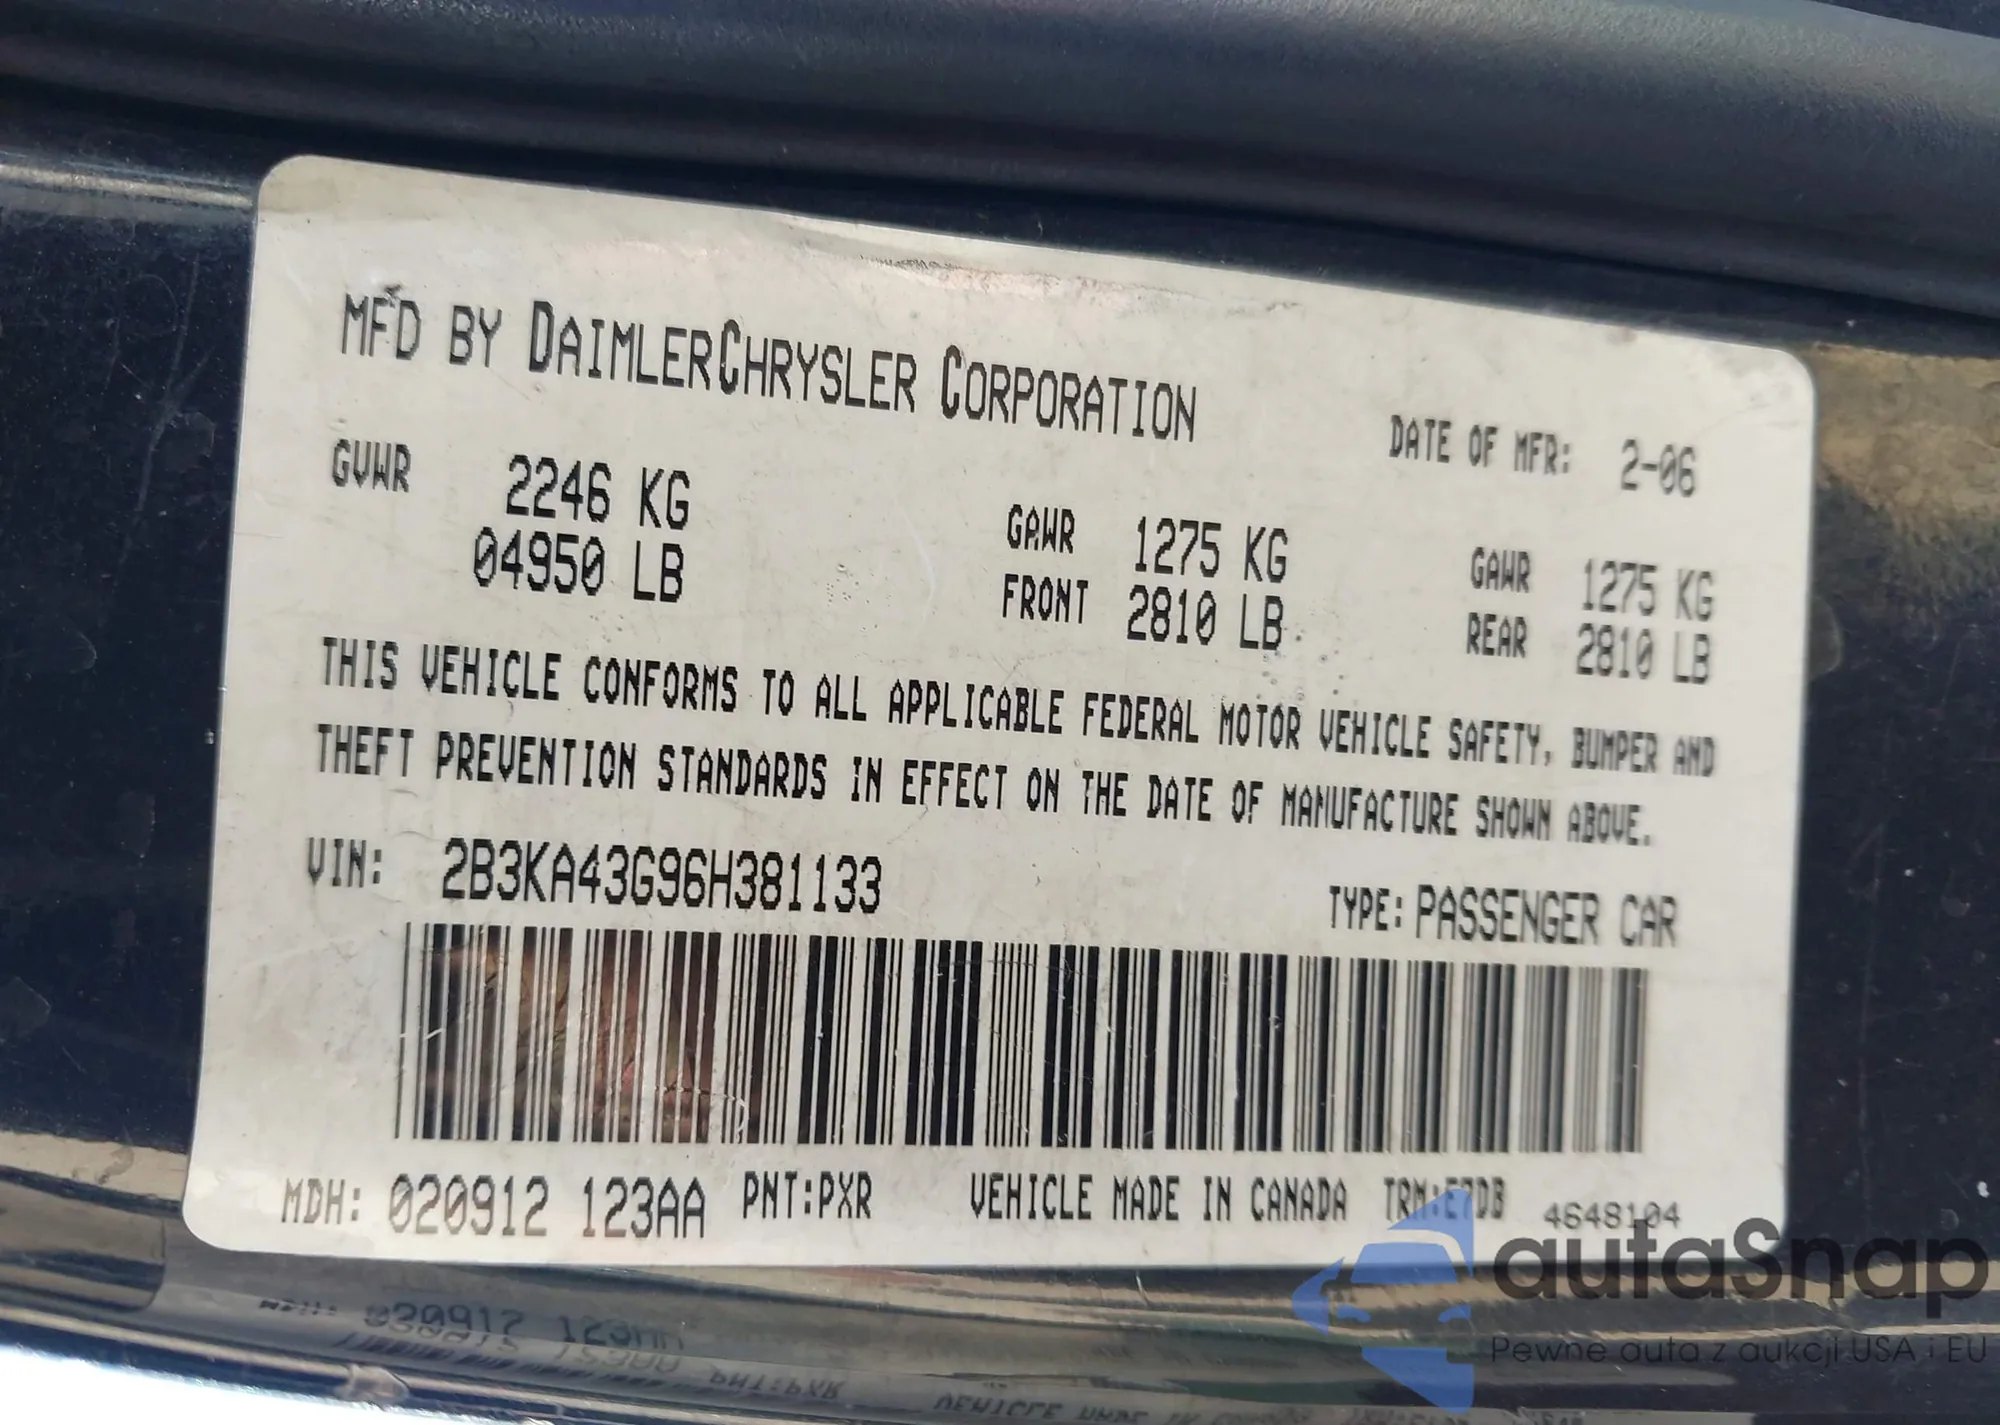 MFD BY DAIMLERCHRYSLER CORPORATION
DATE OF MFR: 2-06
GVWR 2246 KG
04950 LB
GAWR FRONT 1275 KG
2810 LB
GAWR REAR 1275 KG
2810 LB
THIS VEHICLE CONFORMS TO ALL APPLICABLE FEDERAL MOTOR VEHICLE SAFETY, BUMPER AND
THEFT PREVENTION STANDARDS IN EFFECT ON THE DATE OF MANUFACTURE SHOWN ABOVE.
VIN: 2B3KA43G96H381133
TYPE: PASSENGER CAR
MDH: 020912 123AA PNT:PXR VEHICLE MADE IN CANADA TRM:E7DB 4648104
autaSnap
Pewne auta z aukcji USA i EU